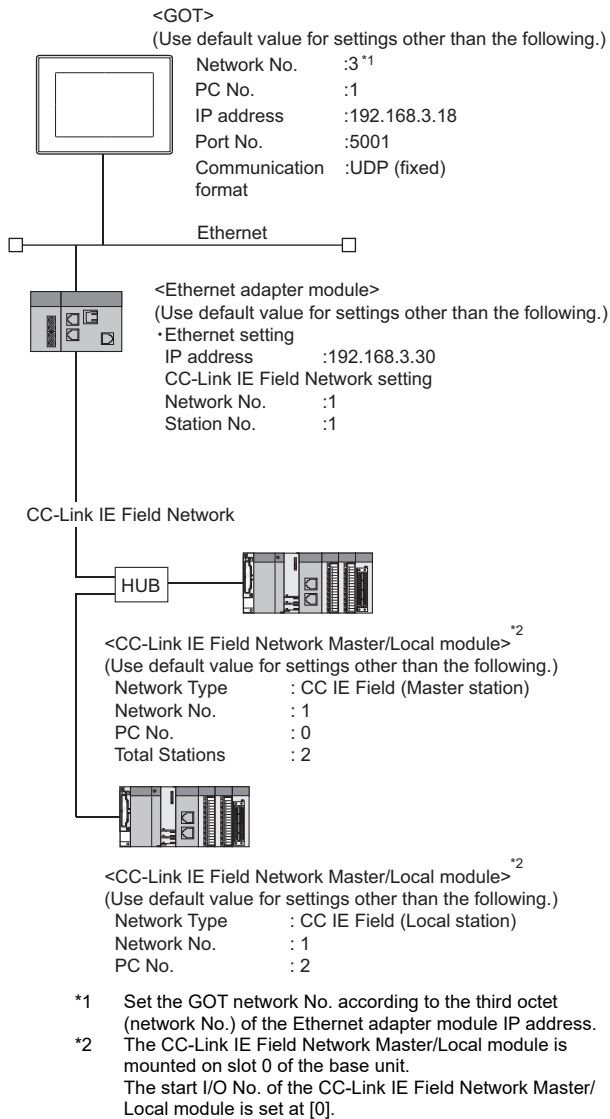 <GOT>
(Use default value for settings other than the following.)
Network No. :3 *1
PC No. :1
IP address :192.168.3.18
Port No. :5001
Communication :UDP (fixed)
format
Ethernet
<Ethernet adapter module>
(Use default value for settings other than the following.)
･Ethernet setting
IP address :192.168.3.30
CC-Link IE Field Network setting
Network No. :1
Station No. :1
CC-Link IE Field Network
HUB
<CC-Link IE Field Network Master/Local module> *2
(Use default value for settings other than the following.)
Network Type : CC IE Field (Master station)
Network No. : 1
PC No. : 0
Total Stations : 2
<CC-Link IE Field Network Master/Local module> *2
(Use default value for settings other than the following.)
Network Type : CC IE Field (Local station)
Network No. : 1
PC No. : 2
*1 Set the GOT network No. according to the third octet
(network No.) of the Ethernet adapter module IP address.
*2 The CC-Link IE Field Network Master/Local module is
mounted on slot 0 of the base unit.
The start I/O No. of the CC-Link IE Field Network Master/
Local module is set at [0].